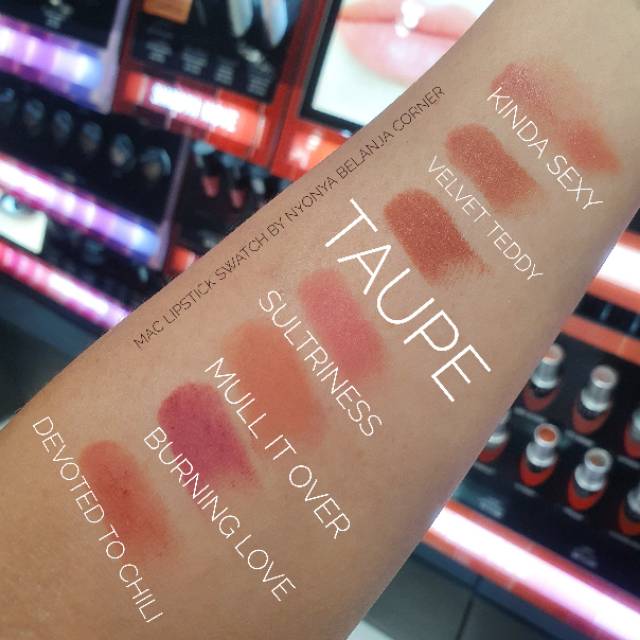 KINDA SEXY
VELVET TEDDY
TAUPE
SULTRINESS
MULL IT OVER
BURNING LOVE
DEVOTED TO CHILI
MAC LIPSTICK SWATCH BY NYONYA BELANJA CORNER